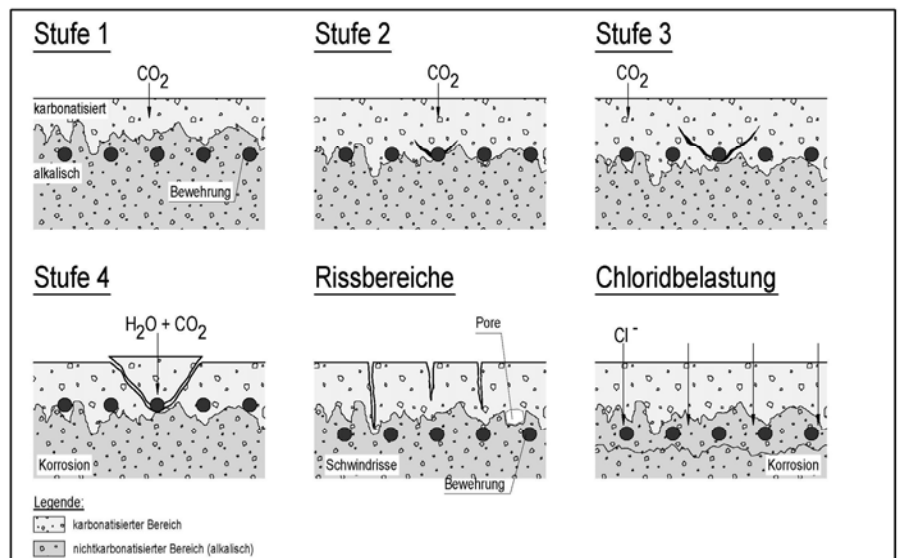 Stufe 1
CO2
karbonatisiert
alkalisch
Bewehrung
Stufe 2
CO2
Stufe 3
CO2
Stufe 4
H2O + CO2
Korrosion
Rissbereiche
Pore
Schwindrisse
Bewehrung
Chloridbelastung
Cl-
Korrosion
Legende:
karbonatisierter Bereich
nichtkarbonatisierter Bereich (alkalisch)